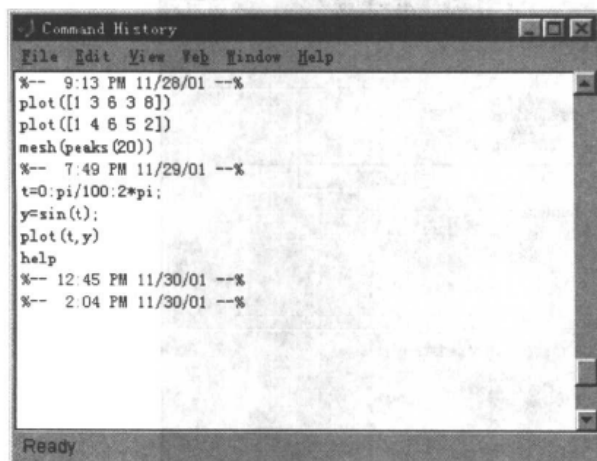 Command History
File Edit View Web Window Help
%-- 9:13 PM 11/28/01 --%
plot([1 3 6 3 8])
plot([1 4 6 5 2])
mesh(peaks(20))
%-- 7:49 PM 11/29/01 --%
t=0:pi/100:2*pi;
y=sin(t);
plot(t,y)
help
%-- 12:45 PM 11/30/01 --%
%-- 2:04 PM 11/30/01 --%
Ready